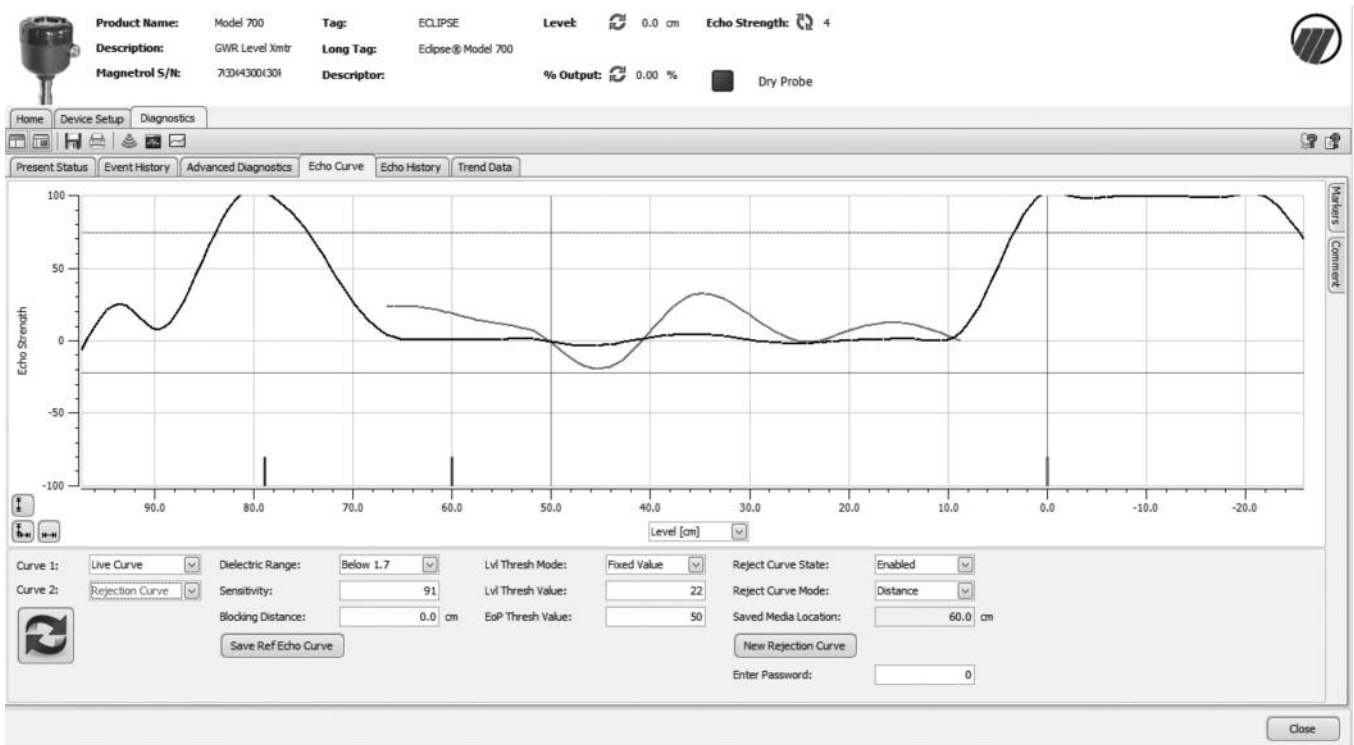 Product Name: Model 700 Tag: ECLIPSE Level: 0.0 cm Echo Strength: 4
Description: GWR Level Xmtr Long Tag: Eclipse® Model 700
Magnetrol S/N: Descriptor: % Output: 0.00 % Dry Probe
Home Device Setup Diagnostics
Present Status Event History Advanced Diagnostics Echo Curve Echo History Trend Data
Markers
Comment
Echo Strength
100
50
0
-50
-100
90.0 80.0 70.0 60.0 50.0 40.0 30.0 20.0 10.0 0.0 -10.0 -20.0
Level [cm]
Curve 1: Live Curve Dielectric Range: Below 1.7 Lvl Thresh Mode: Fixed Value Reject Curve State: Enabled
Curve 2: Rejection Curve Sensitivity: 91 Lvl Thresh Value: 22 Reject Curve Mode: Distance
Blocking Distance: 0.0 cm EoP Thresh Value: 50 Saved Media Location: 60.0 cm
Save Ref Echo Curve New Rejection Curve
Enter Password: 0
Close